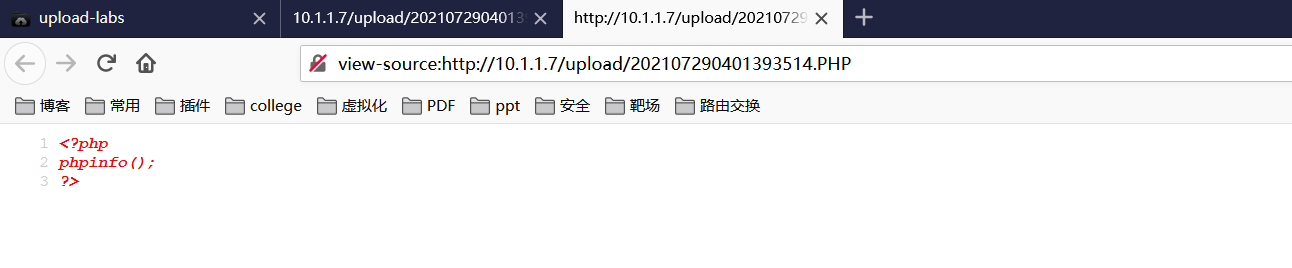 upload-labs
10.1.1.7/upload/20210729040139
http://10.1.1.7/upload/20210729
view-source:http://10.1.1.7/upload/202107290401393514.PHP
博客 常用 插件 college 虚拟化 PDF ppt 安全 靶场 路由交换
1 <?php
2 phpinfo();
3 ?>